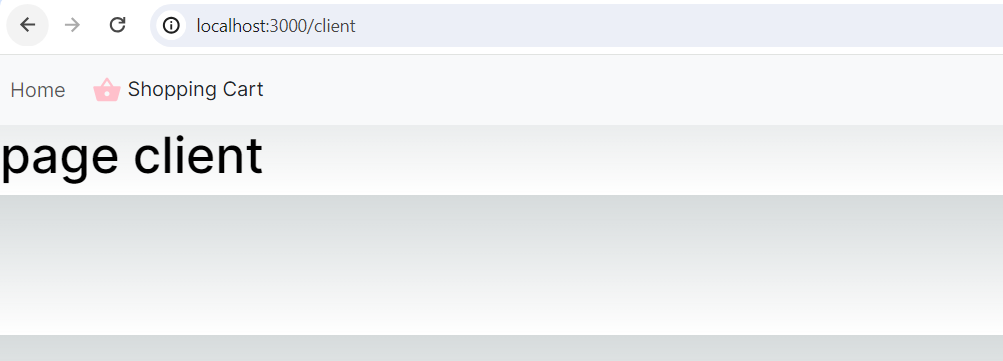 localhost:3000/client
Home Shopping Cart
page client